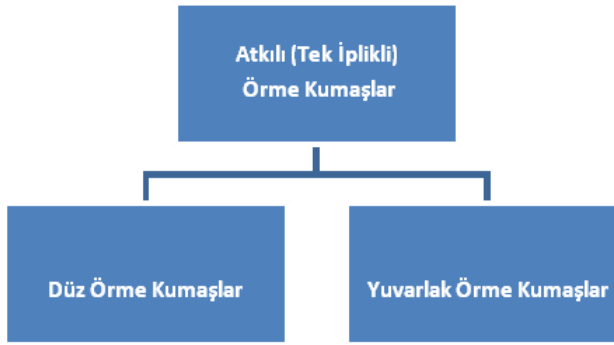 Atkılı (Tek İplikli)
Örme Kumaşlar
Düz Örme Kumaşlar
Yuvarlak Örme Kumaşlar